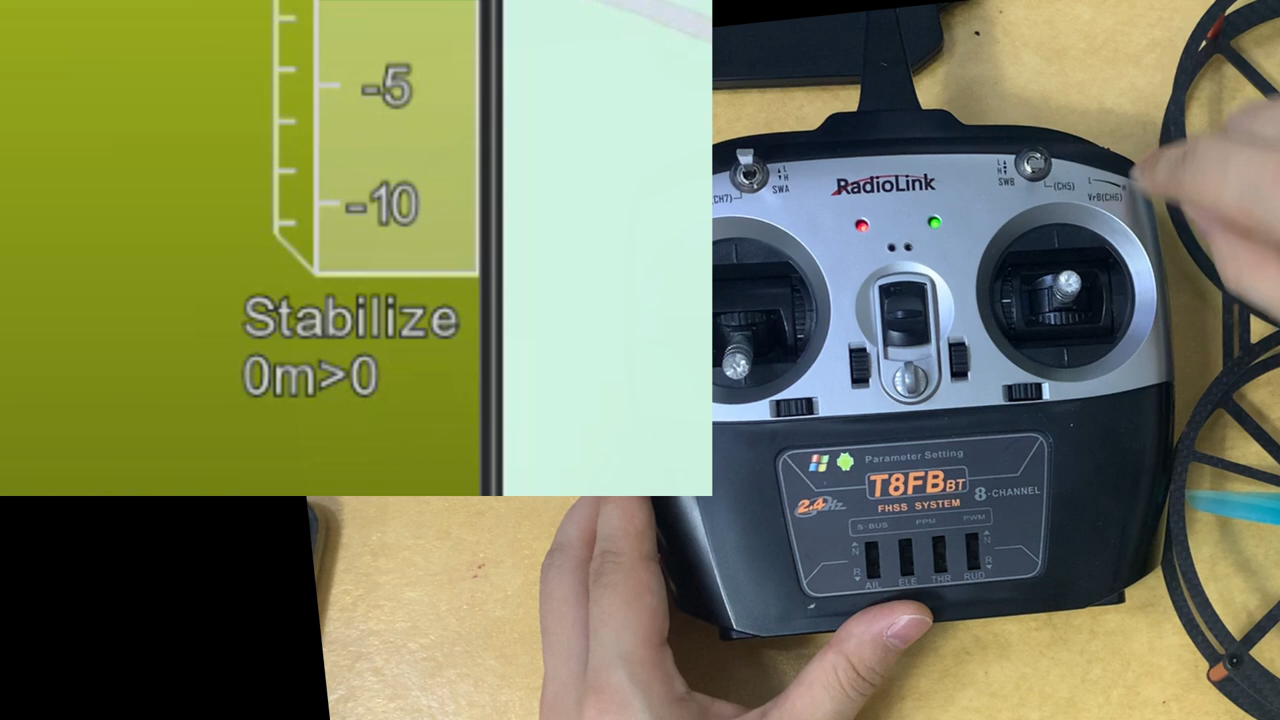 -5
-10
Stabilize
0m>0
RadioLink
L
H
SWA
(CH7)
L
H
SWB
(CH5)
L
H
VrB(CH6)
Parameter Setting
T8FB BT
8-CHANNEL
2.4GHz
FHSS SYSTEM
S-BUS PPM PWM
N
N
R
R
AIL ELE THR RUD